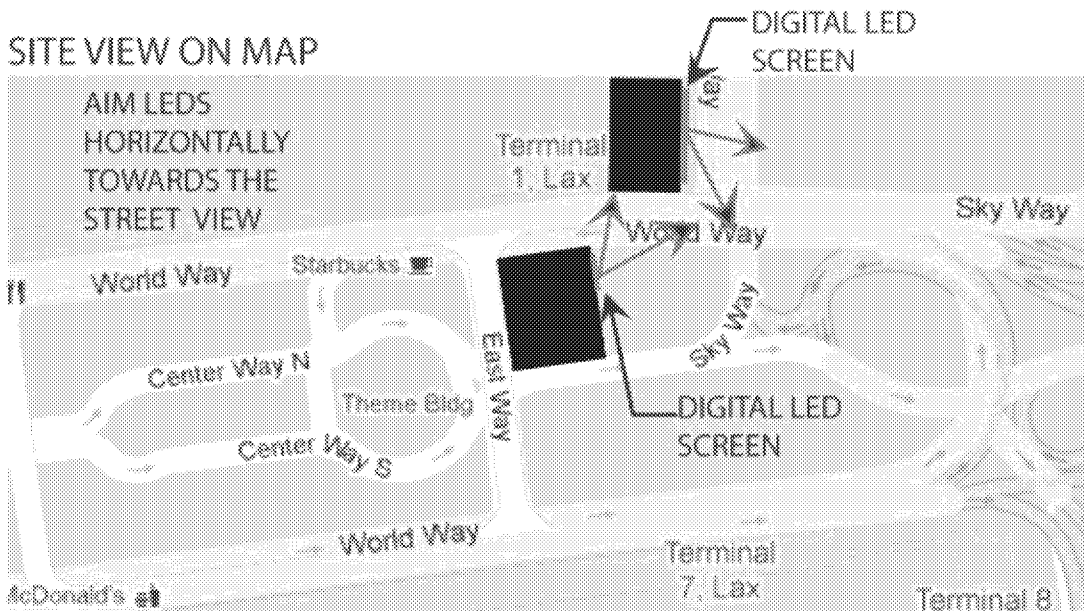 SITE VIEW ON MAP
AIM LEDS
HORIZONTALLY
TOWARDS THE
STREET VIEW
DIGITAL LED
SCREEN
Terminal
1, Lax
World Way
Sky Way
Starbucks
World Way
Sky Way
Center Way N
East Way
Theme Bldg
Center Way S
DIGITAL LED
SCREEN
World Way
Terminal
7, Lax
McDonald's
Terminal 8